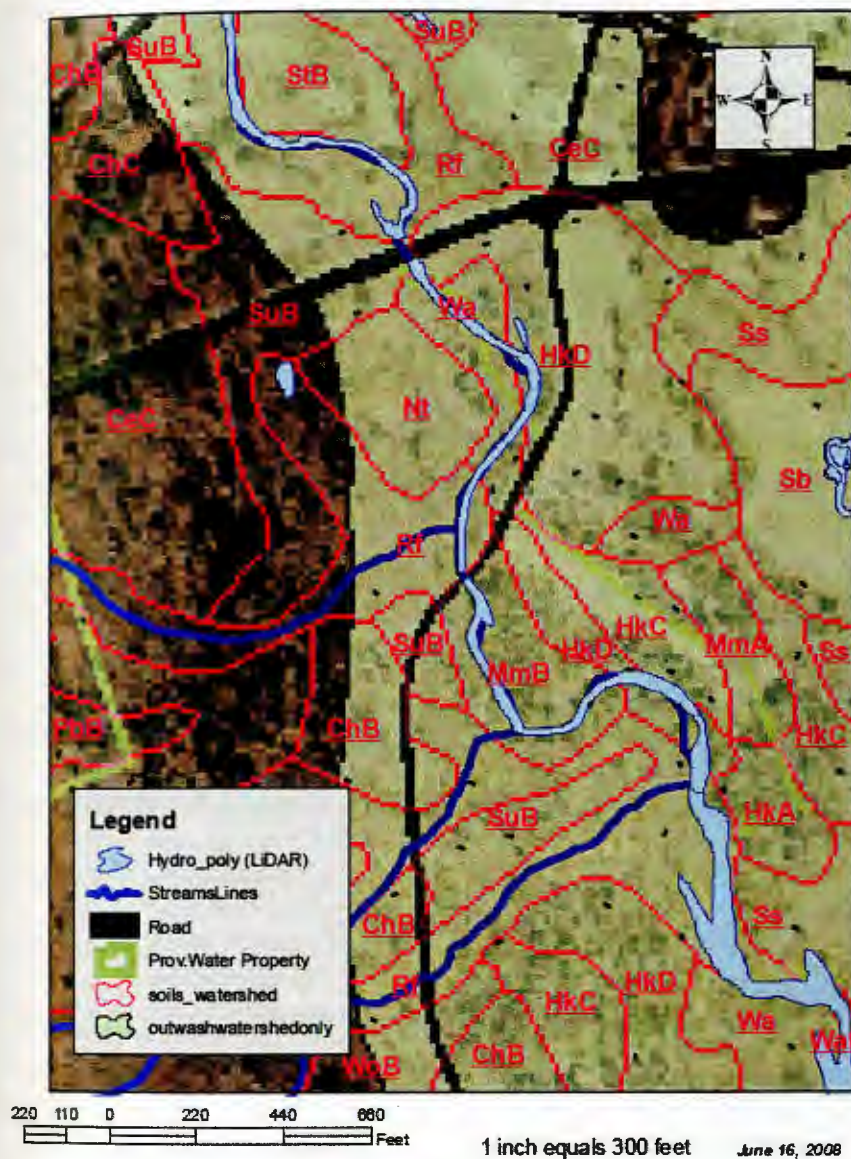 SuB
SuB
ChB
StB
N
W E
S
ChC
Rf
CeC
SuB
Wa
Ss
HkD
CeC
Nt
Sb
Wa
Rf
HkC
SuB
HkD
MmA
Ss
MmB
PbB
ChB
HkC
SuB
HkA
ChB
Ss
Rf
HkC
HkD
Wa
Wa
WoB
ChB
Legend
Hydro_poly (LiDAR)
StreamsLines
Road
Prov.Water Property
soils_watershed
outwashwatershedonly
220 110 0 220 440 660
Feet
1 inch equals 300 feet
June 16, 2008